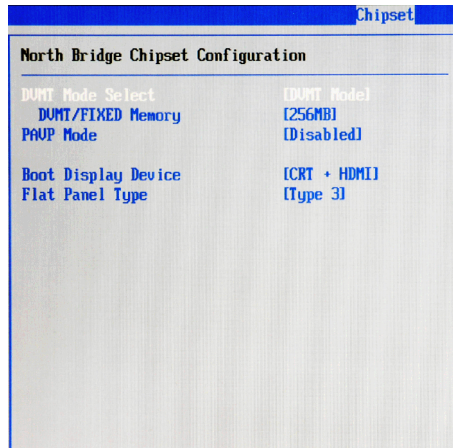 Chipset
North Bridge Chipset Configuration
DVMT Mode Select [DVMT Mode]
DVMT/FIXED Memory [256MB]
PAVP Mode [Disabled]
Boot Display Device [CRT + HDMI]
Flat Panel Type [Type 3]